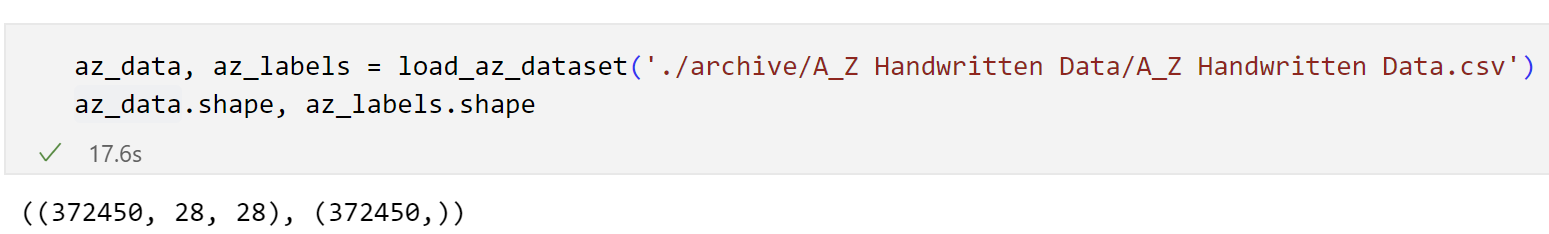 az_data, az_labels = load_az_dataset('./archive/A_Z Handwritten Data/A_Z Handwritten Data.csv')
az_data.shape, az_labels.shape
✓ 17.6s
((372450, 28, 28), (372450,))